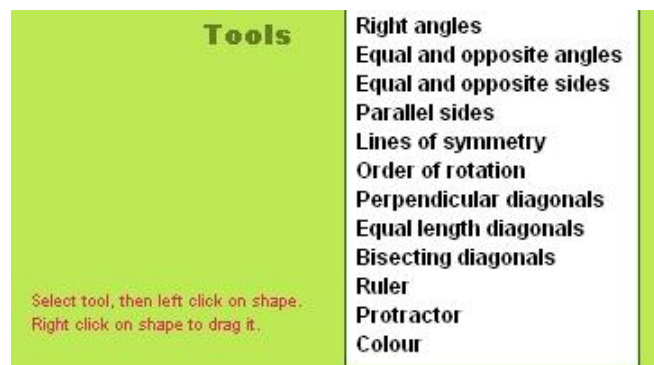 Tools
Right angles
Equal and opposite angles
Equal and opposite sides
Parallel sides
Lines of symmetry
Order of rotation
Perpendicular diagonals
Equal length diagonals
Bisecting diagonals
Ruler
Protractor
Colour
Select tool, then left click on shape.
Right click on shape to drag it.